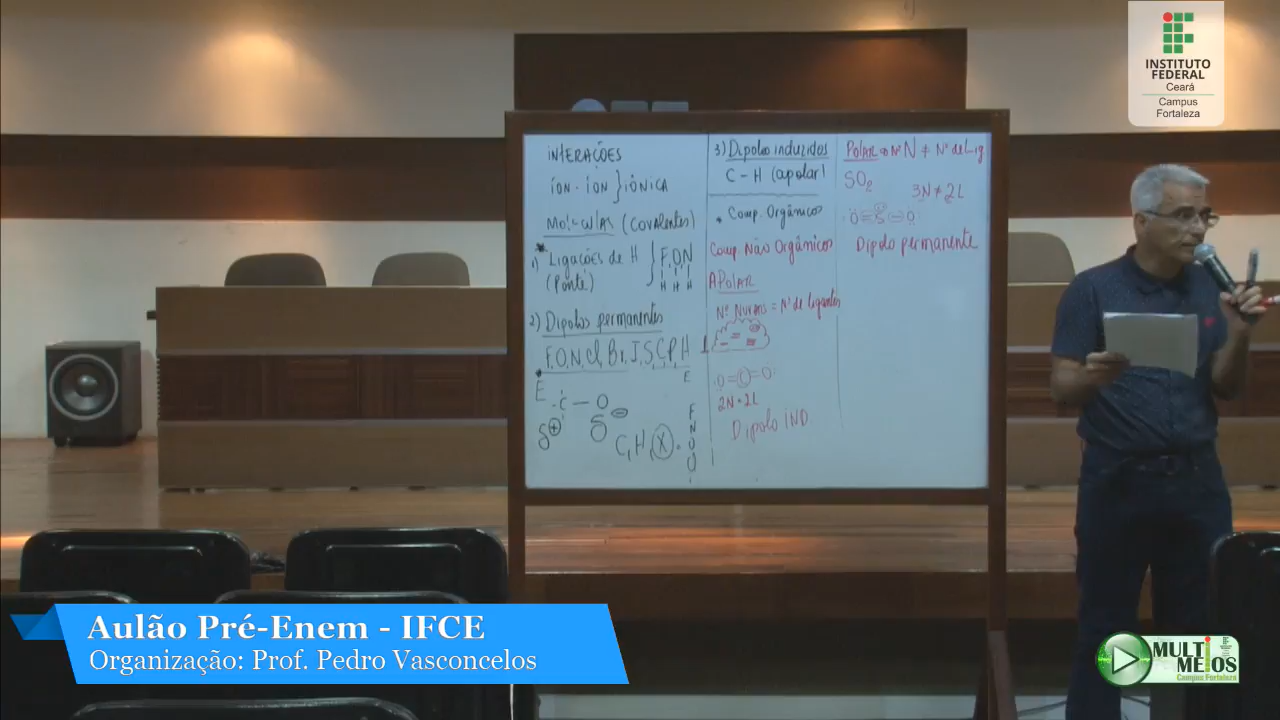 INSTITUTO
FEDERAL
Ceará
Campus
Fortaleza
INTERAÇÕES
ÍON - ÍON } IÔNICA
MOLÉCULAS (COVALENTES)
1) Ligações de H } F, O, N
(Ponte) H H H
2) Dipolos permanentes
F, O, N, Cl, Br, I, S, C, P, H
E E
C — O
δ⊕ δ⊖
C, H, X =
F
N
O
3) Dipolos induzidos
C - H (apolar)
* Comp. Orgânicos
Comp. Não Orgânicos
APOLAR
Nº Nuvens = Nº de ligantes
O = C = O
2N = 2L
Dipolo IND.
POLAR => Nº N ≠ Nº de Lig
SO2
3N ≠ 2L
O = S - O
Dipolo permanente
Aulão Pré-Enem - IFCE
Organização: Prof. Pedro Vasconcelos
MULTIMEIOS
Campus Fortaleza